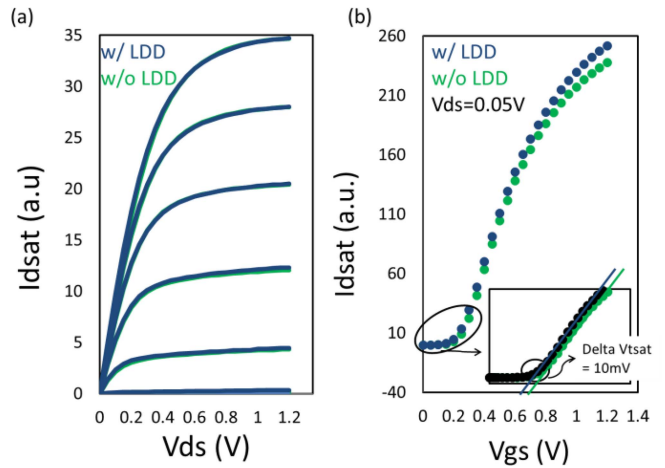 (a)
35
30
25
20
15
10
5
0
w/ LDD
w/o LDD
Idsat (a.u)
0
0.2
0.4
0.6
0.8
1
1.2
Vds (V)
(b)
260
210
160
110
60
10
-40
w/ LDD
w/o LDD
Vds=0.05V
Idsat (a.u.)
Delta Vtsat
= 10mV
0
0.2
0.4
0.6
0.8
1
1.2
1.4
Vgs (V)